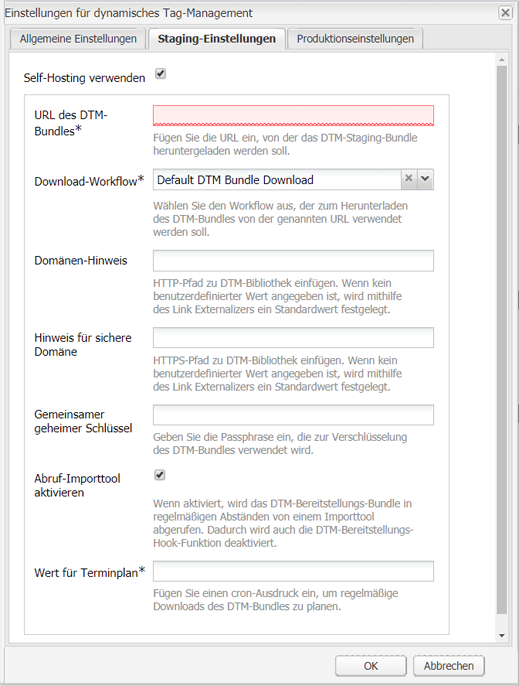 Einstellungen für dynamisches Tag-Management
Allgemeine Einstellungen
Staging-Einstellungen
Produktionseinstellungen
Self-Hosting verwenden
URL des DTM-
Bundles*
Fügen Sie die URL ein, von der das DTM-Staging-Bundle
heruntergeladen werden soll.
Download-Workflow*
Default DTM Bundle Download
Wählen Sie den Workflow aus, der zum Herunterladen
des DTM-Bundles von der genannten URL verwendet
werden soll.
Domänen-Hinweis
HTTP-Pfad zu DTM-Bibliothek einfügen. Wenn kein
benutzerdefinierter Wert angegeben ist, wird mithilfe
des Link Externalizers ein Standardwert festgelegt.
Hinweis für sichere
Domäne
HTTPS-Pfad zu DTM-Bibliothek einfügen. Wenn kein
benutzerdefinierter Wert angegeben ist, wird mithilfe
des Link Externalizers ein Standardwert festgelegt.
Gemeinsamer
geheimer Schlüssel
Geben Sie die Passphrase ein, die zur Verschlüsselung
des DTM-Bundles verwendet wird.
Abruf-Importtool
aktivieren
Wenn aktiviert, wird das DTM-Bereitstellungs-Bundle in
regelmäßigen Abständen von einem Importtool
abgerufen. Dadurch wird auch die DTM-Bereitstellungs-
Hook-Funktion deaktiviert.
Wert für Terminplan*
Fügen Sie einen cron-Ausdruck ein, um regelmäßige
Downloads des DTM-Bundles zu planen.
OK
Abbrechen